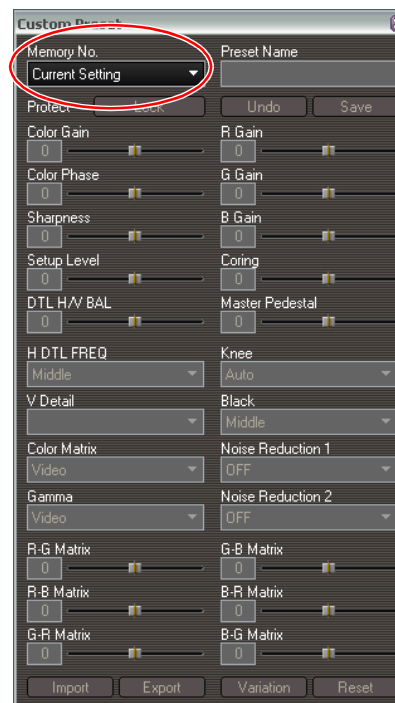 Custom Preset
Memory No. Preset Name
Current Setting
Protect Lock Undo Save
Color Gain R Gain
0 0
Color Phase G Gain
0 0
Sharpness B Gain
0 0
Setup Level Coring
0 0
DTL H/V BAL Master Pedestal
0 0
H DTL FREQ Knee
Middle Auto
V Detail Black
Middle
Color Matrix Noise Reduction 1
Video OFF
Gamma Noise Reduction 2
Video OFF
R-G Matrix G-B Matrix
0 0
R-B Matrix B-R Matrix
0 0
G-R Matrix B-G Matrix
0 0
Import Export Variation Reset